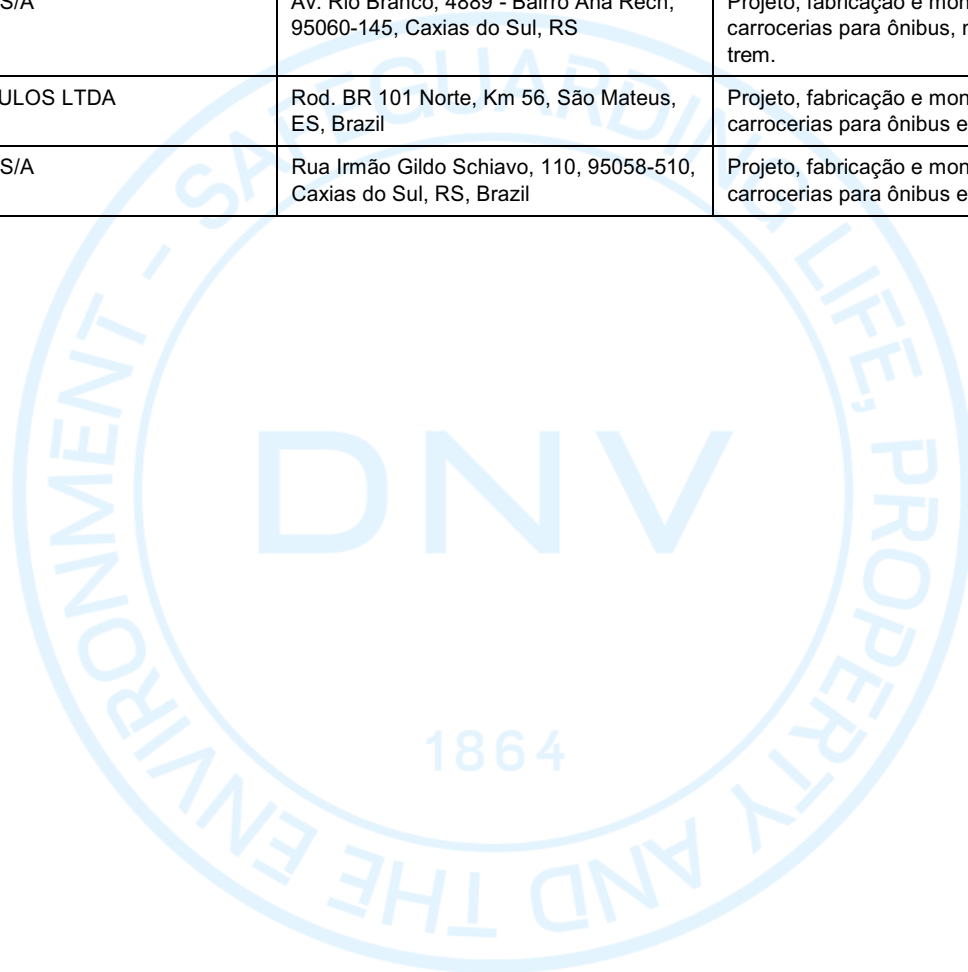 S/A
Av. Rio Branco, 4889 - Bairro Ana Rech,
95060-145, Caxias do Sul, RS
Projeto, fabricação e mon
carrocerias para ônibus,
trem.
ULOS LTDA
Rod. BR 101 Norte, Km 56, São Mateus,
ES, Brazil
Projeto, fabricação e mon
carrocerias para ônibus e
S/A
Rua Irmão Gildo Schiavo, 110, 95058-510,
Caxias do Sul, RS, Brazil
Projeto, fabricação e mon
carrocerias para ônibus e
SAFEGUARDING LIFE, PROPERTY AND THE ENVIRONMENT -
DNV
1864